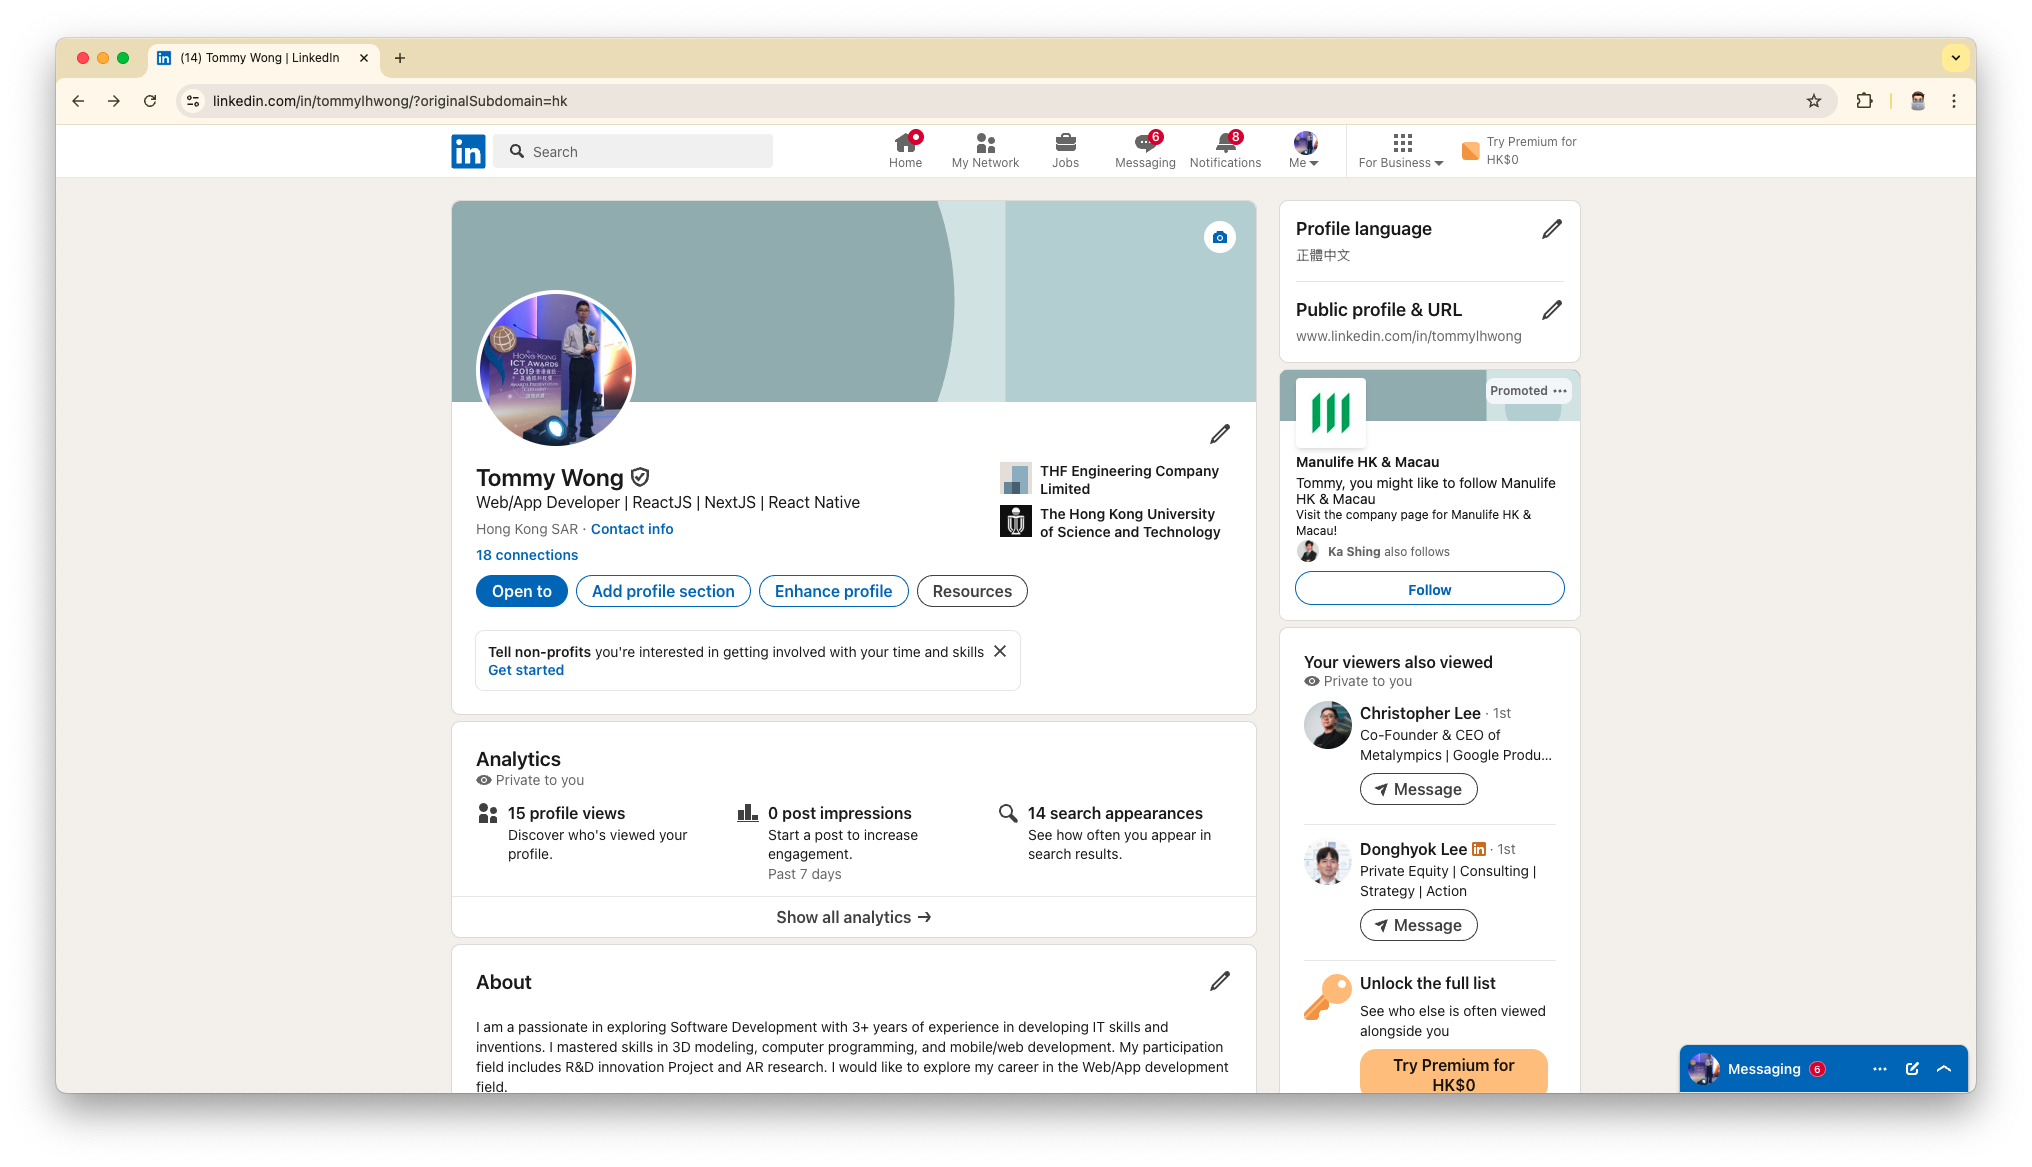 (14) Tommy Wong | LinkedIn
linkedin.com/in/tommylhwong/?originalSubdomain=hk
in
Search
Home
My Network
Jobs
6
Messaging
8
Notifications
Me
For Business
Try Premium for
HK$0
HONG KONG
ICT AWARDS
2019
AWARDS PRESENTATION
CEREMONY
Tommy Wong
Web/App Developer | ReactJS | NextJS | React Native
Hong Kong SAR · Contact info
18 connections
THF Engineering Company
Limited
The Hong Kong University
of Science and Technology
Open to
Add profile section
Enhance profile
Resources
Tell non-profits you're interested in getting involved with your time and skills
Get started
Analytics
Private to you
15 profile views
Discover who's viewed your
profile.
0 post impressions
Start a post to increase
engagement.
Past 7 days
14 search appearances
See how often you appear in
search results.
Show all analytics →
About
I am a passionate in exploring Software Development with 3+ years of experience in developing IT skills and
inventions. I mastered skills in 3D modeling, computer programming, and mobile/web development. My participation
field includes R&D innovation Project and AR research. I would like to explore my career in the Web/App development
field.
Profile language
正體中文
Public profile & URL
www.linkedin.com/in/tommylhwong
Promoted ···
Manulife HK & Macau
Tommy, you might like to follow Manulife
HK & Macau
Visit the company page for Manulife HK &
Macau!
Ka Shing also follows
Follow
Your viewers also viewed
Private to you
Christopher Lee · 1st
Co-Founder & CEO of
Metalympics | Google Produ...
Message
Donghyok Lee in · 1st
Private Equity | Consulting |
Strategy | Action
Message
Unlock the full list
See who else is often viewed
alongside you
Try Premium for
HK$0
Messaging 6